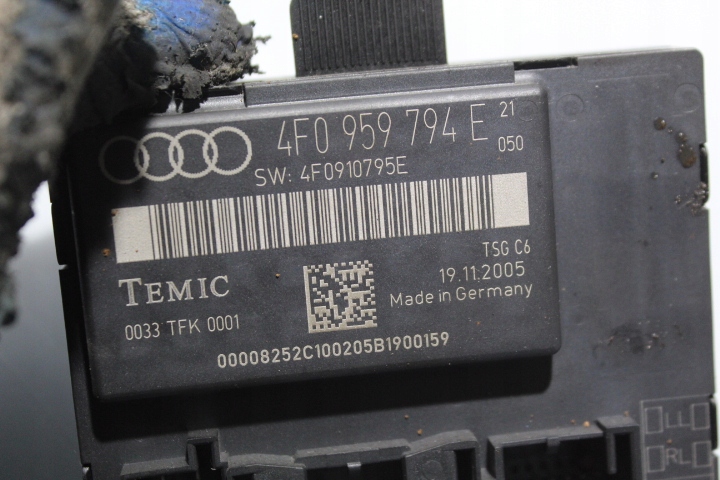 4F0 959 794 E 21
050
SW: 4F0910795E
TSG C6
TEMIC
19.11.2005
Made in Germany
0033 TFK 0001
00008252C100205B1900159
RL